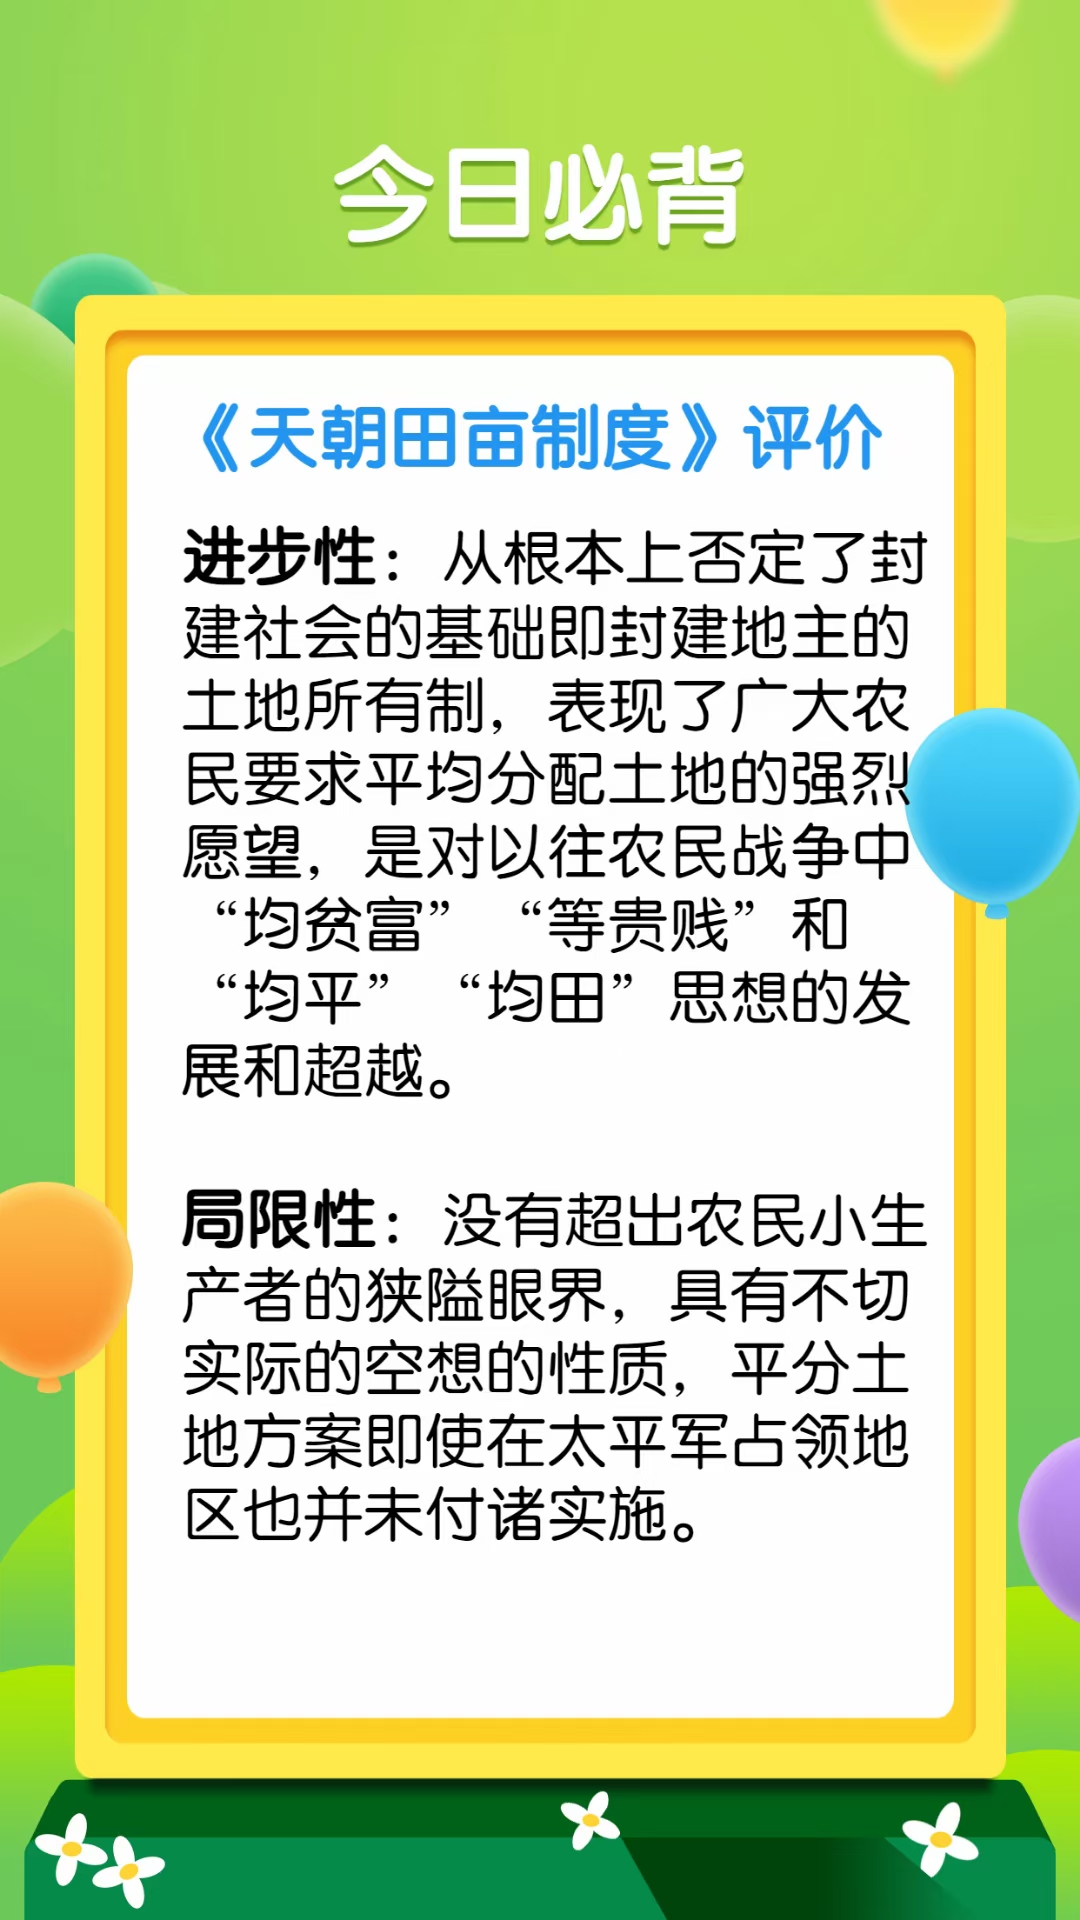 今日必背
《天朝田亩制度》评价
进步性：从根本上否定了封
建社会的基础即封建地主的
土地所有制，表现了广大农
民要求平均分配土地的强烈
愿望，是对以往农民战争中
“均贫富”“等贵贱”和
“均平”“均田”思想的发
展和超越。
局限性：没有超出农民小生
产者的狭隘眼界，具有不切
实际的空想的性质，平分土
地方案即使在太平军占领地
区也并未付诸实施。